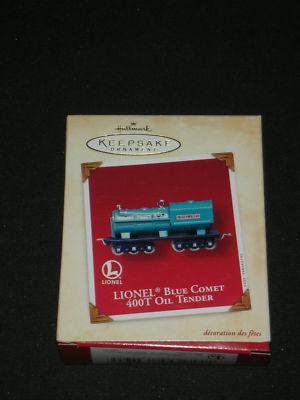 Hallmark
KEEPSAKE
ORNAMENT
L
LIONEL
LIONEL® BLUE COMET
400T OIL TENDER
décoration des fêtes